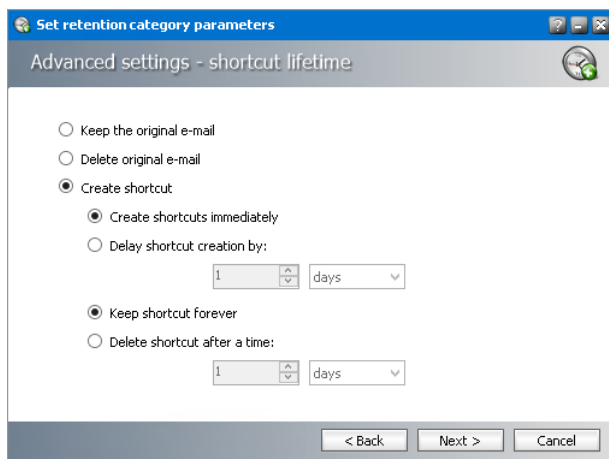 Set retention category parameters
Advanced settings - shortcut lifetime
Keep the original e-mail
Delete original e-mail
Create shortcut
Create shortcuts immediately
Delay shortcut creation by:
1 days
Keep shortcut forever
Delete shortcut after a time:
1 days
< Back Next > Cancel